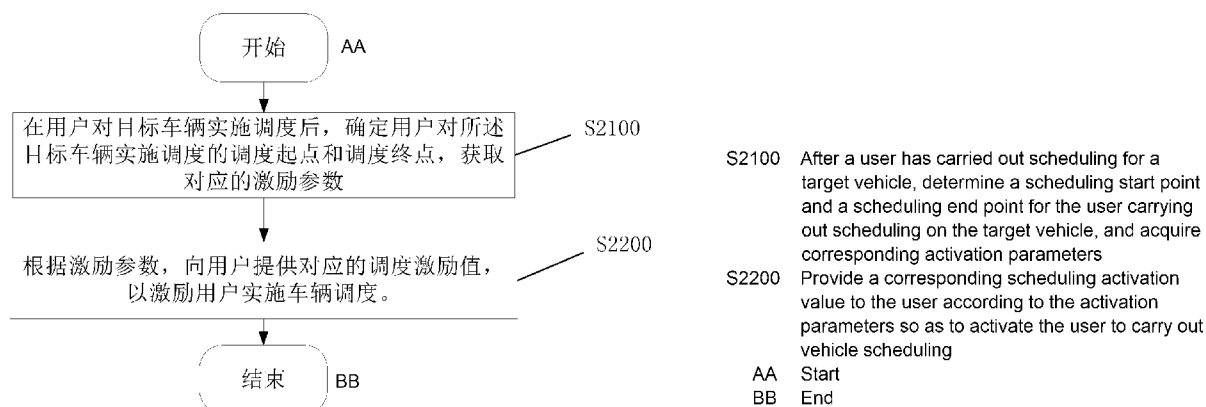 开始
AA
在用户对目标车辆实施调度后，确定用户对所述
目标车辆实施调度的调度起点和调度终点，获取
对应的激励参数
S2100
根据激励参数，向用户提供对应的调度激励值，
以激励用户实施车辆调度。
S2200
结束
BB
S2100 After a user has carried out scheduling for a
target vehicle, determine a scheduling start point
and a scheduling end point for the user carrying
out scheduling on the target vehicle, and acquire
corresponding activation parameters
S2200 Provide a corresponding scheduling activation
value to the user according to the activation
parameters so as to activate the user to carry out
vehicle scheduling
AA Start
BB End